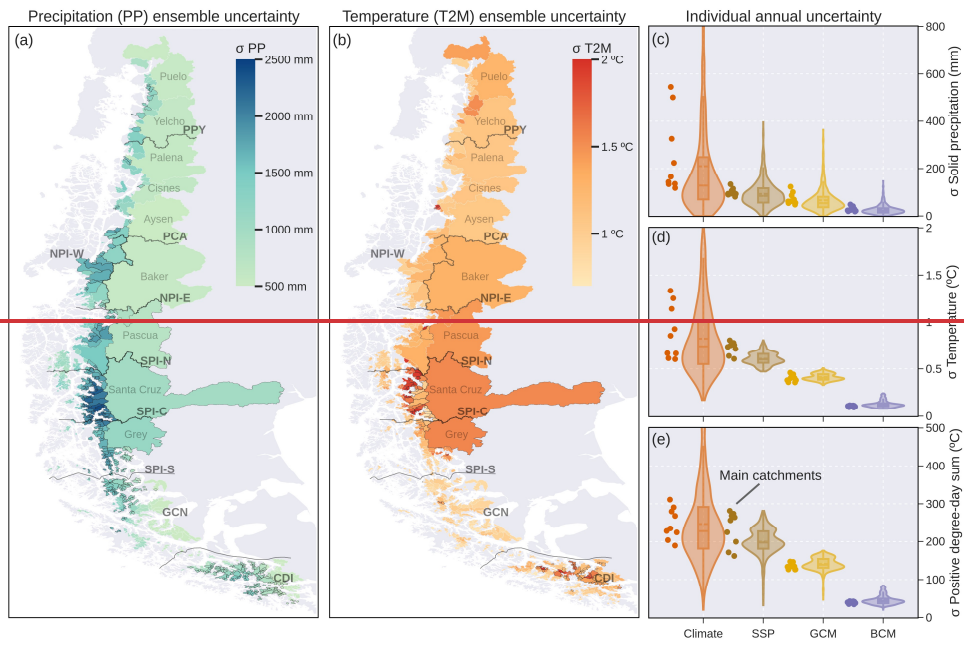 Precipitation (PP) ensemble uncertainty
(a)
σ PP
2500 mm
2000 mm
1500 mm
1000 mm
500 mm
Puelo
Yelcho
PPY
Palena
Cisnes
Aysen
PCA
NPI-W
Baker
NPI-E
Pascua
SPI-N
Santa Cruz
SPI-C
Grey
SPI-S
GCN
CDI
Temperature (T2M) ensemble uncertainty
(b)
σ T2M
2 ºC
1.5 ºC
1 ºC
Puelo
Yelcho
PPY
Palena
Cisnes
Aysen
PCA
NPI-W
Baker
NPI-E
Pascua
SPI-N
Santa Cruz
SPI-C
Grey
SPI-S
GCN
CDI
Individual annual uncertainty
(c)
800
600
400
200
0
σ Solid precpitation (mm)
(d)
2
1.5
1
0.5
0
σ Temperature (ºC)
(e)
Main catchments
500
400
300
200
100
0
σ Positive degree-day sum (ºC)
Climate
SSP
GCM
BCM